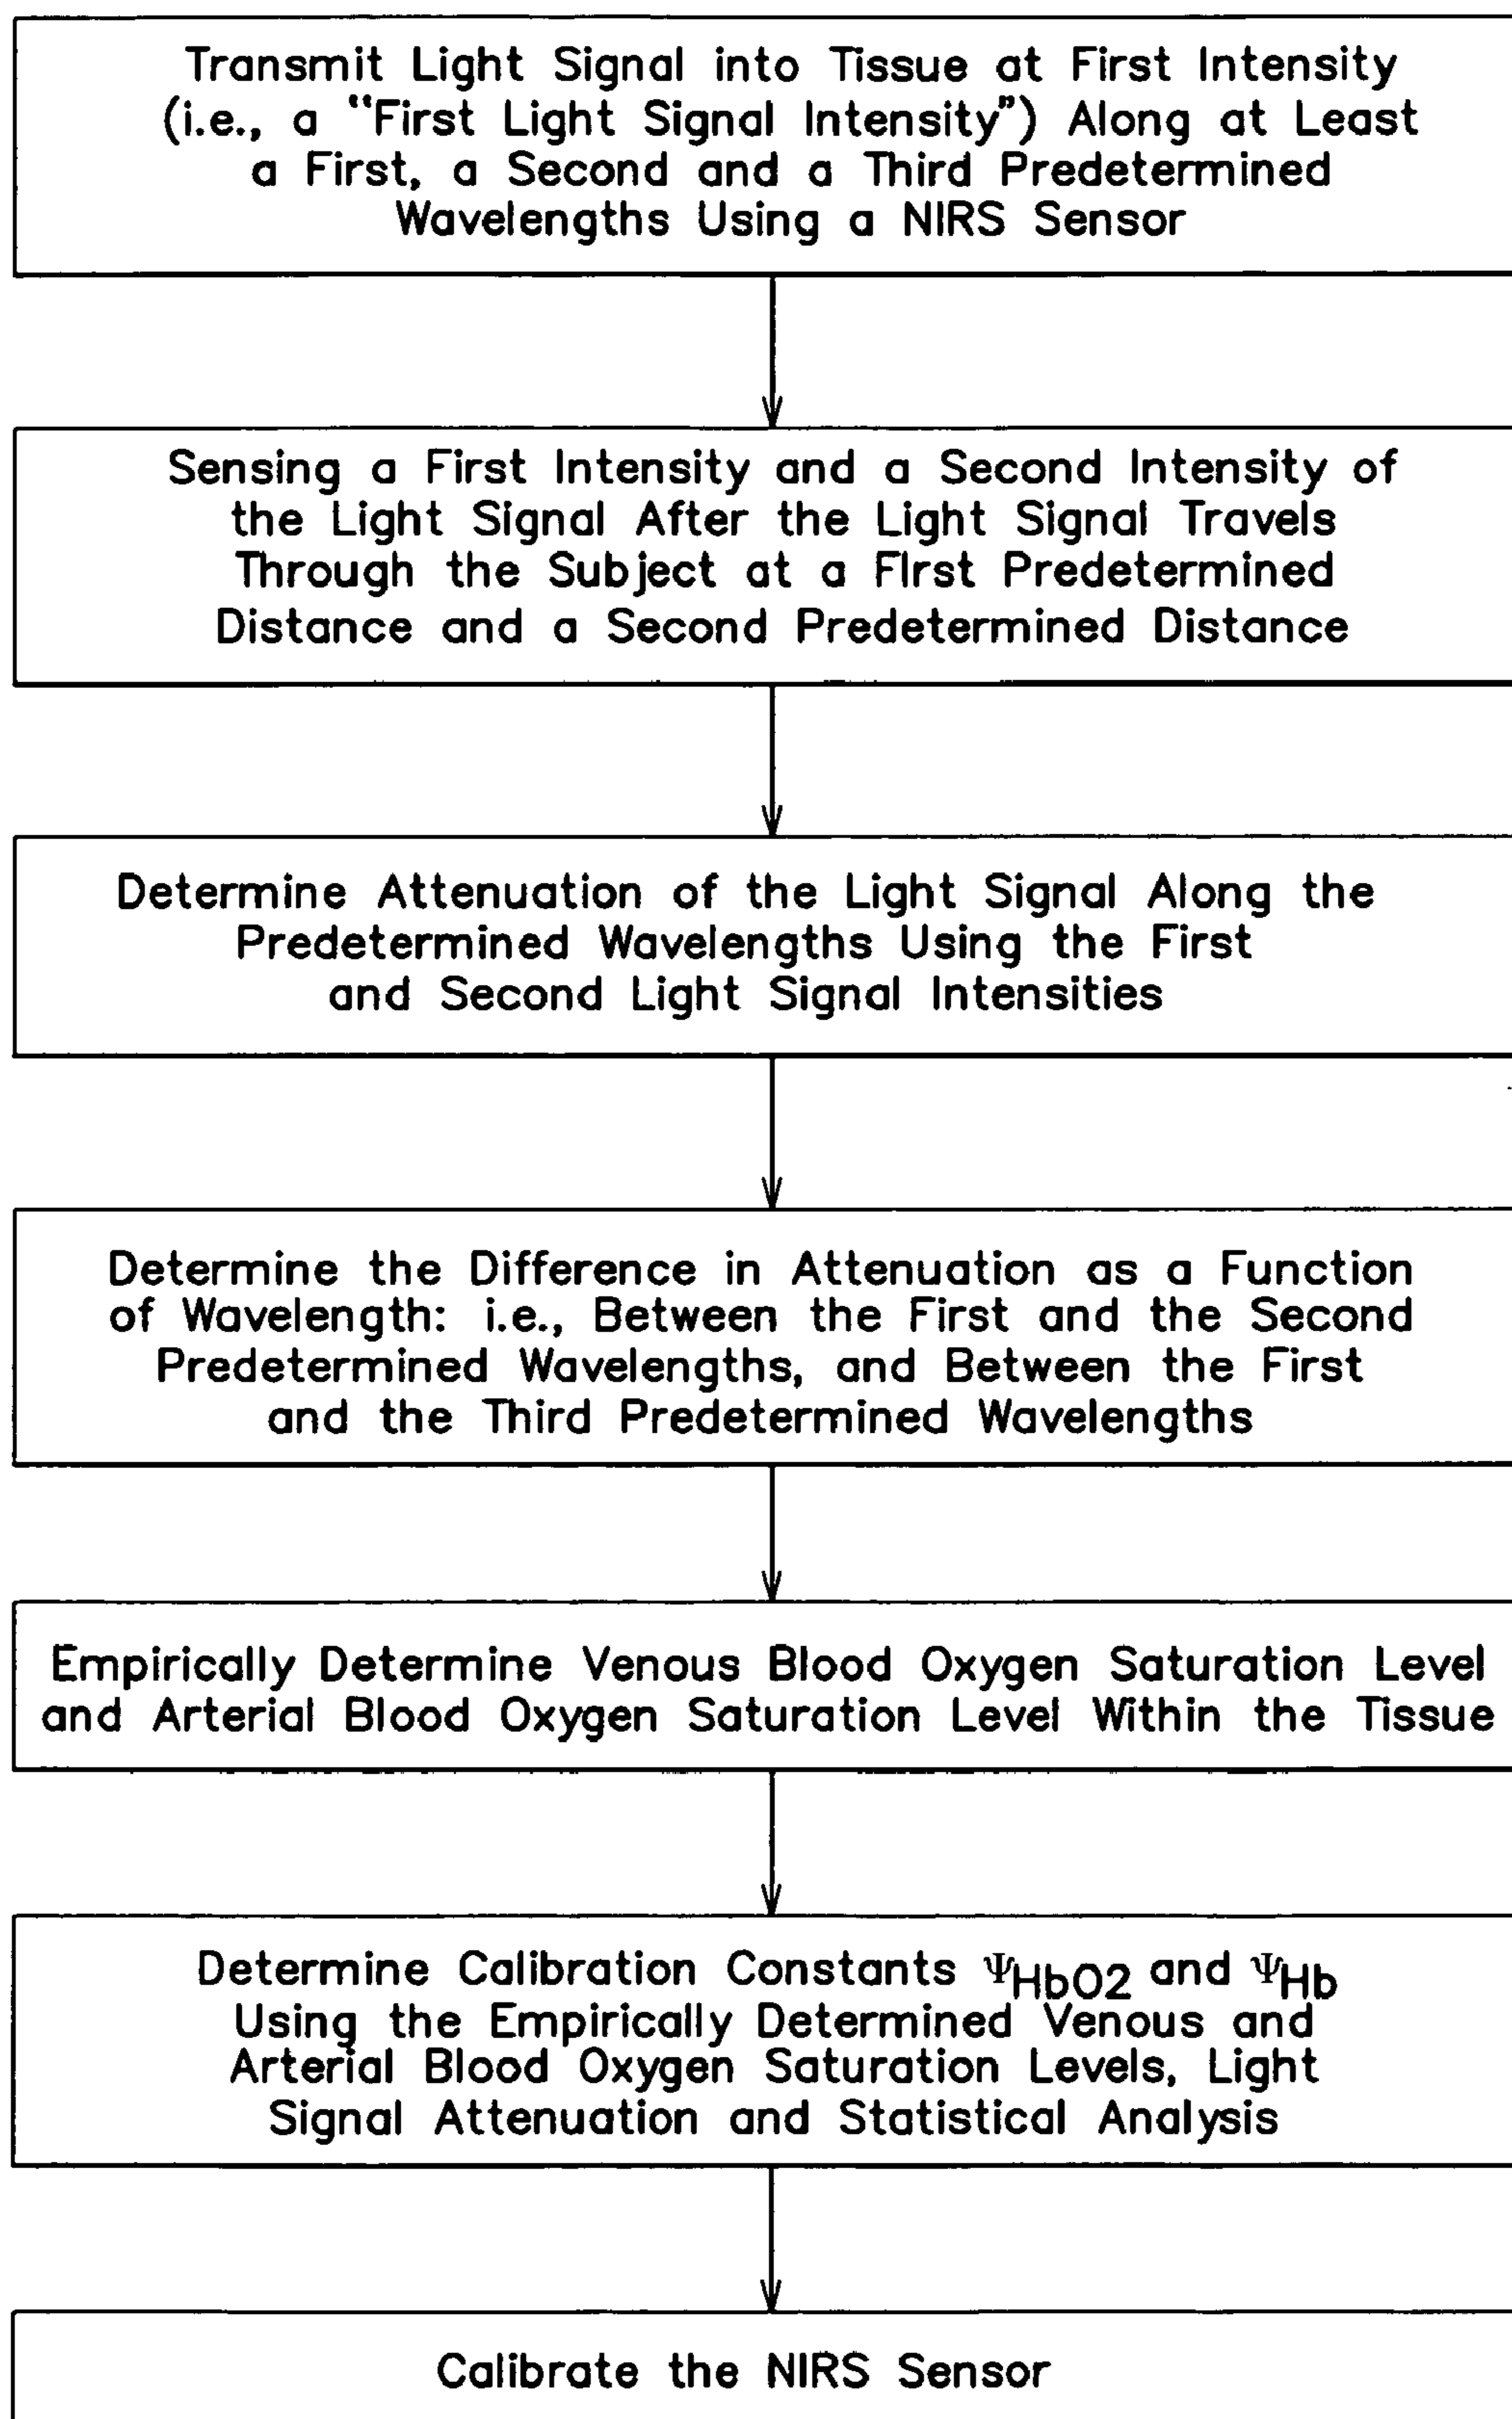 Transmit Light Signal into Tissue at First Intensity
(i.e., a "First Light Signal Intensity") Along at Least
a First, a Second and a Third Predetermined
Wavelengths Using a NIRS Sensor
Sensing a First Intensity and a Second Intensity of
the Light Signal After the Light Signal Travels
Through the Subject at a FIrst Predetermined
Distance and a Second Predetermined Distance
Determine Attenuation of the Light Signal Along the
Predetermined Wavelengths Using the First
and Second Light Signal Intensities
Determine the Difference in Attenuation as a Function
of Wavelength: i.e., Between the First and the Second
Predetermined Wavelengths, and Between the First
and the Third Predetermined Wavelengths
Empirically Determine Venous Blood Oxygen Saturation Level
and Arterial Blood Oxygen Saturation Level Within the Tissue
Determine Calibration Constants ΨHbO2 and ΨHb
Using the Empirically Determined Venous and
Arterial Blood Oxygen Saturation Levels, Light
Signal Attenuation and Statistical Analysis
Calibrate the NIRS Sensor